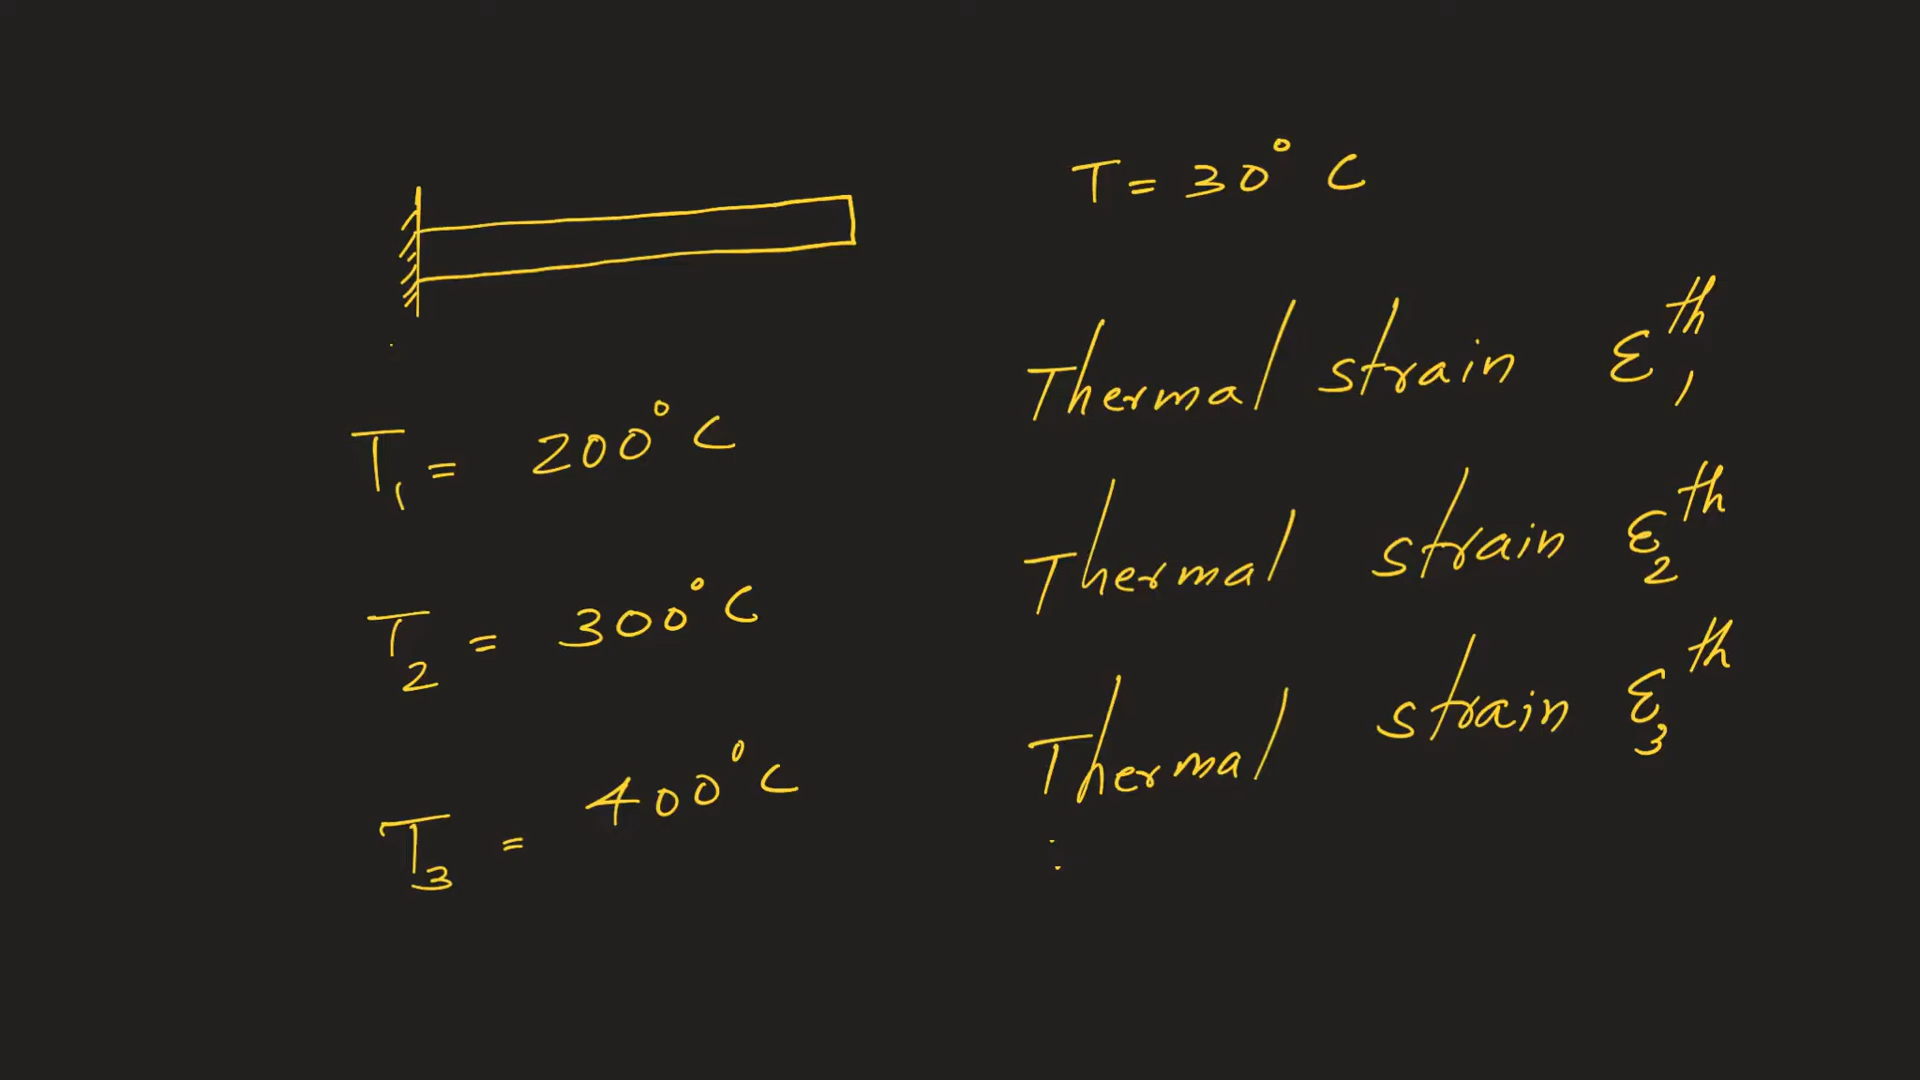 T = 30° C
Thermal strain ε₁ᵗʰ
T₁ = 200° C
Thermal strain ε₂ᵗʰ
T₂ = 300° C
Thermal strain ε₃ᵗʰ
T₃ = 400° C
: